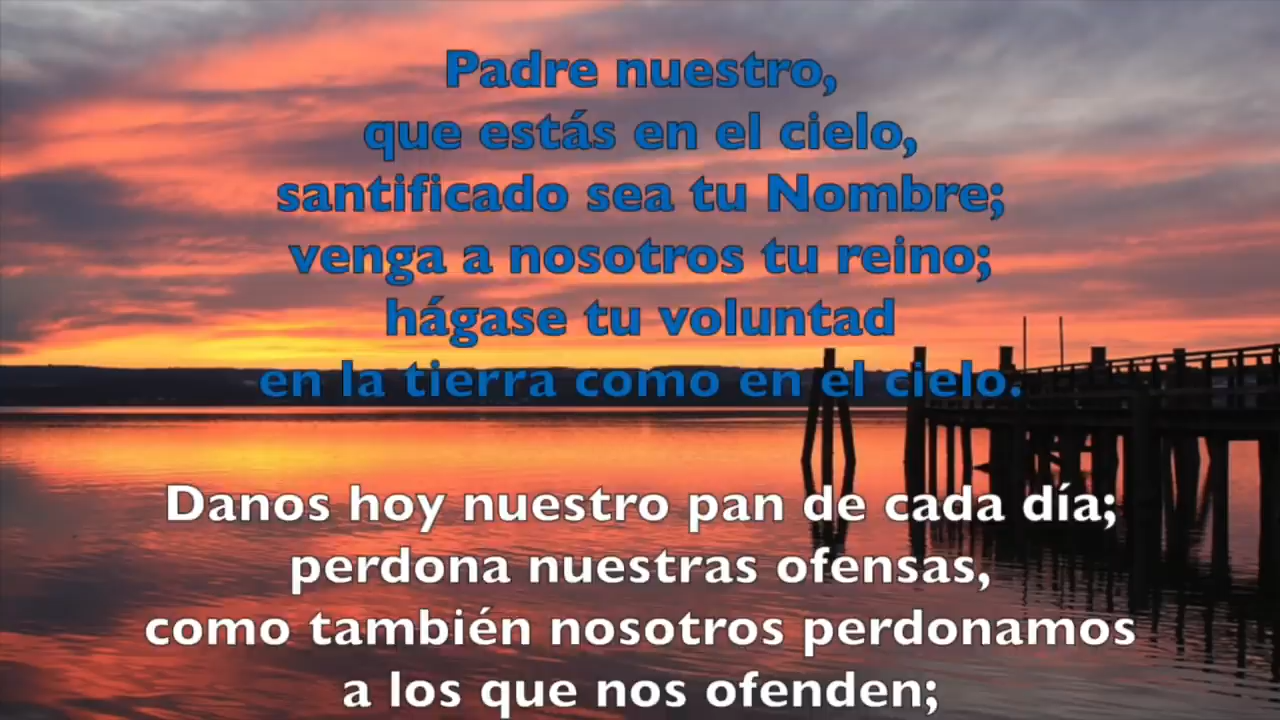 Padre nuestro,
que estás en el cielo,
santificado sea tu Nombre;
venga a nosotros tu reino;
hágase tu voluntad
en la tierra como en el cielo.
Danos hoy nuestro pan de cada día;
perdona nuestras ofensas,
como también nosotros perdonamos
a los que nos ofenden;